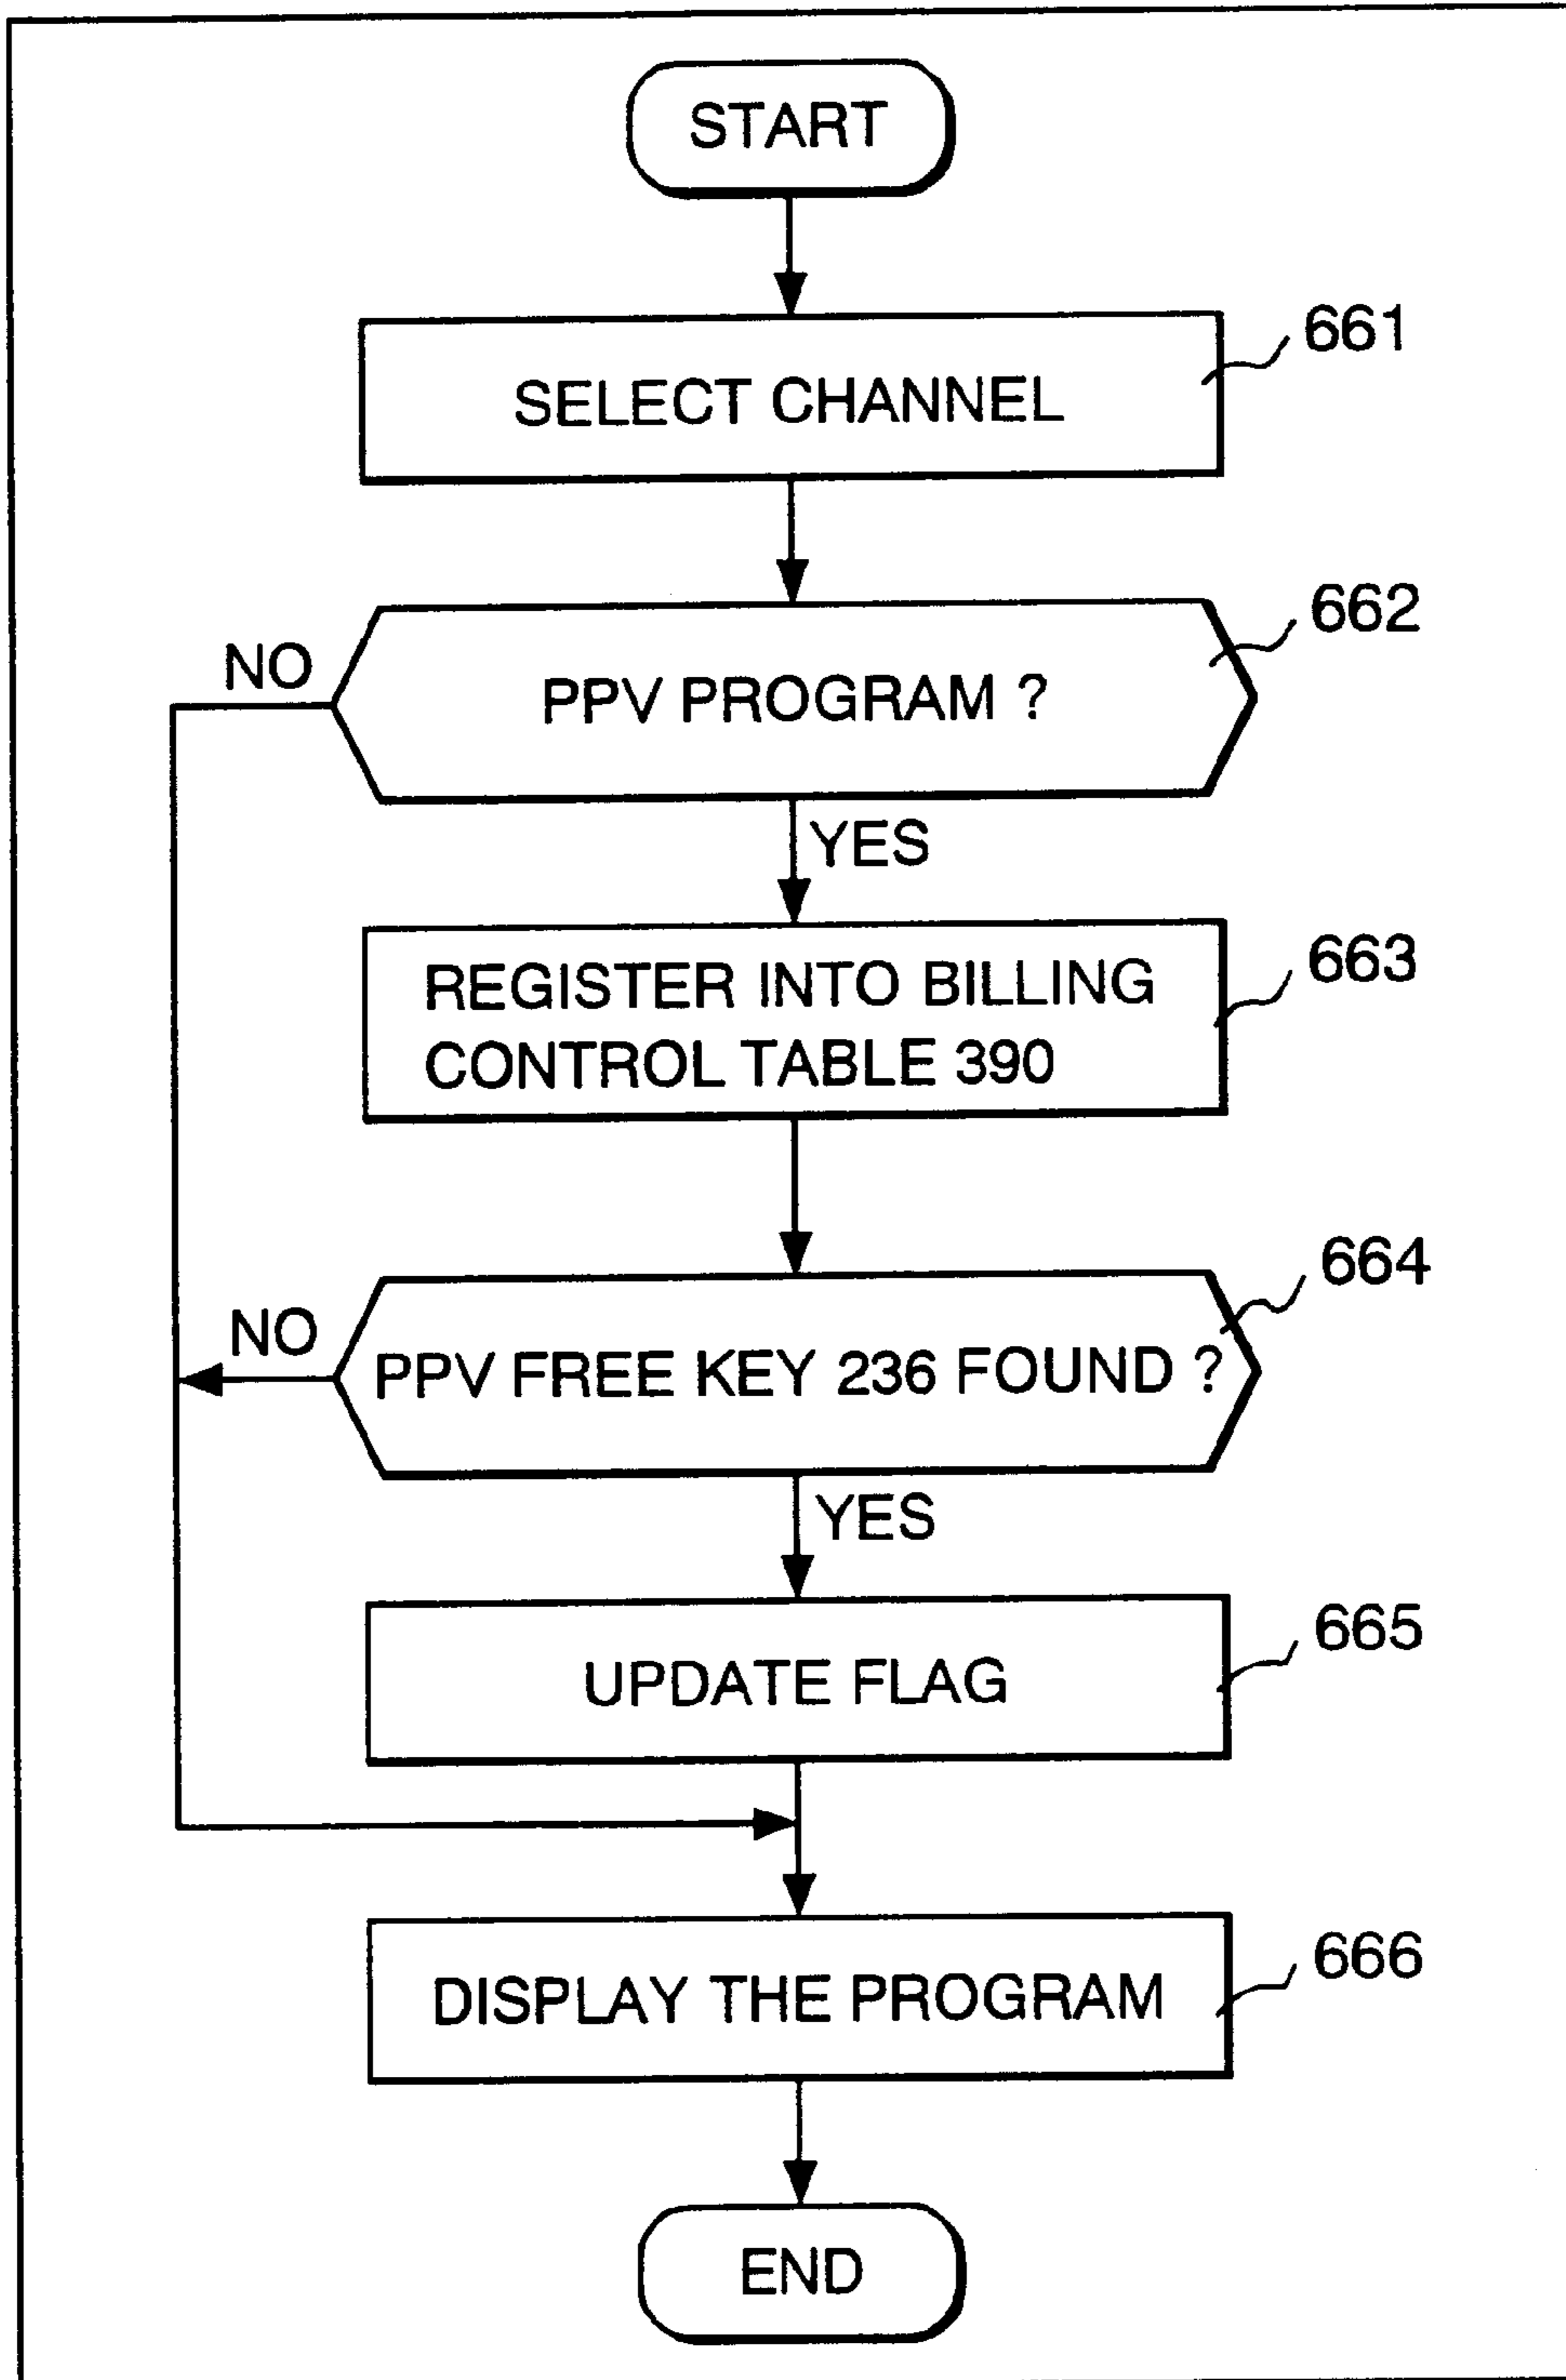 START
661
SELECT CHANNEL
662
NO
PPV PROGRAM ?
YES
663
REGISTER INTO BILLING
CONTROL TABLE 390
664
NO
PPV FREE KEY 236 FOUND ?
YES
665
UPDATE FLAG
666
DISPLAY THE PROGRAM
END